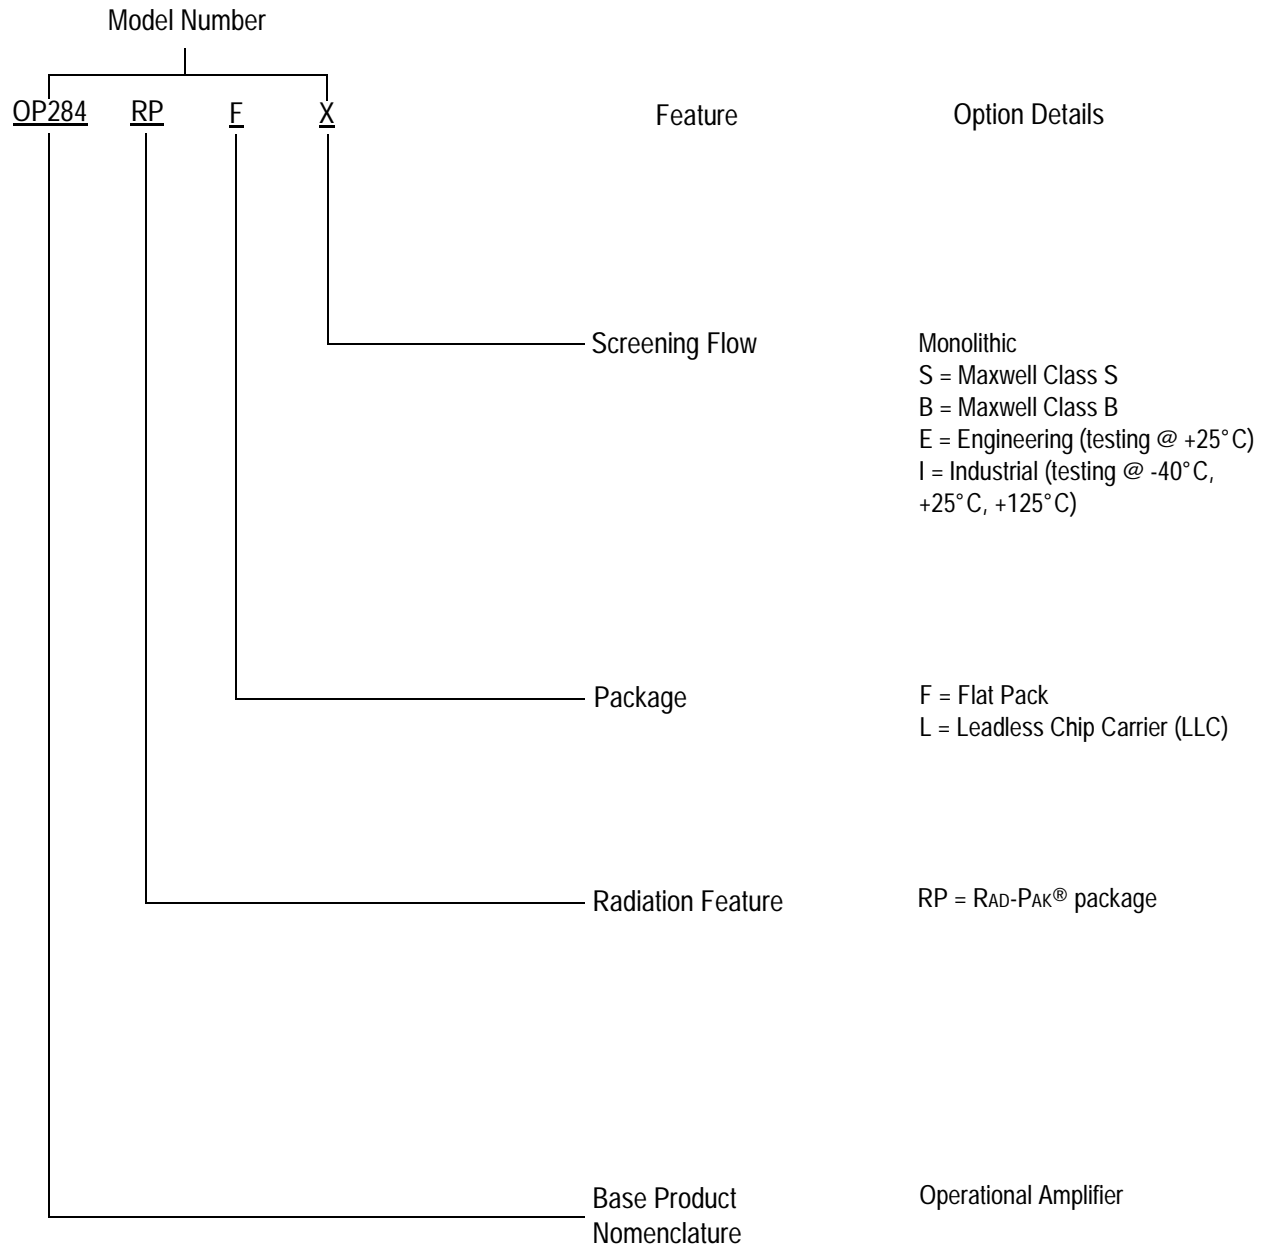 Model Number
OP284 RP F X Feature Option Details
Screening Flow Monolithic
S = Maxwell Class S
B = Maxwell Class B
E = Engineering (testing @ +25°C)
I = Industrial (testing @ -40°C,
+25°C, +125°C)
Package F = Flat Pack
L = Leadless Chip Carrier (LLC)
Radiation Feature RP = RAD-PAK® package
Base Product Operational Amplifier
Nomenclature